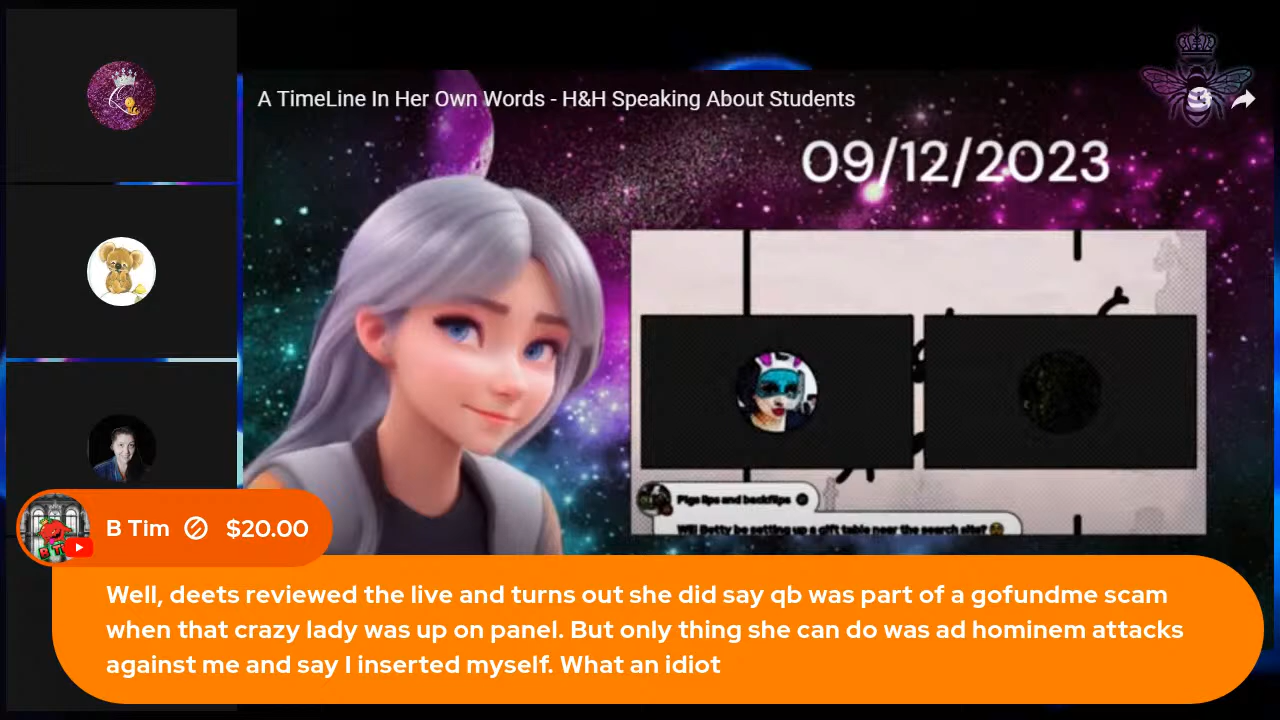 A TimeLine In Her Own Words - H&H Speaking About Students
09/12/2023
Pigs lips and backflips
Will Betty be setting up a gift table near the search site?
B Tim $20.00
Well, deets reviewed the live and turns out she did say qb was part of a gofundme scam
when that crazy lady was up on panel. But only thing she can do was ad hominem attacks
against me and say I inserted myself. What an idiot